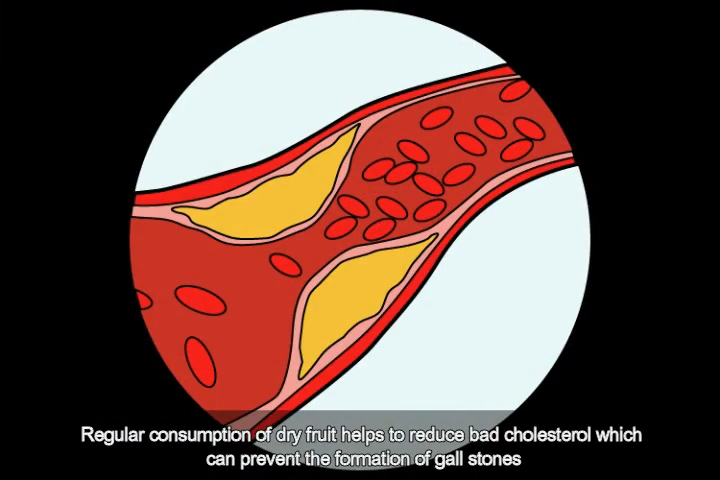 Regular consumption of dry fruit helps to reduce bad cholesterol which
can prevent the formation of gall stones